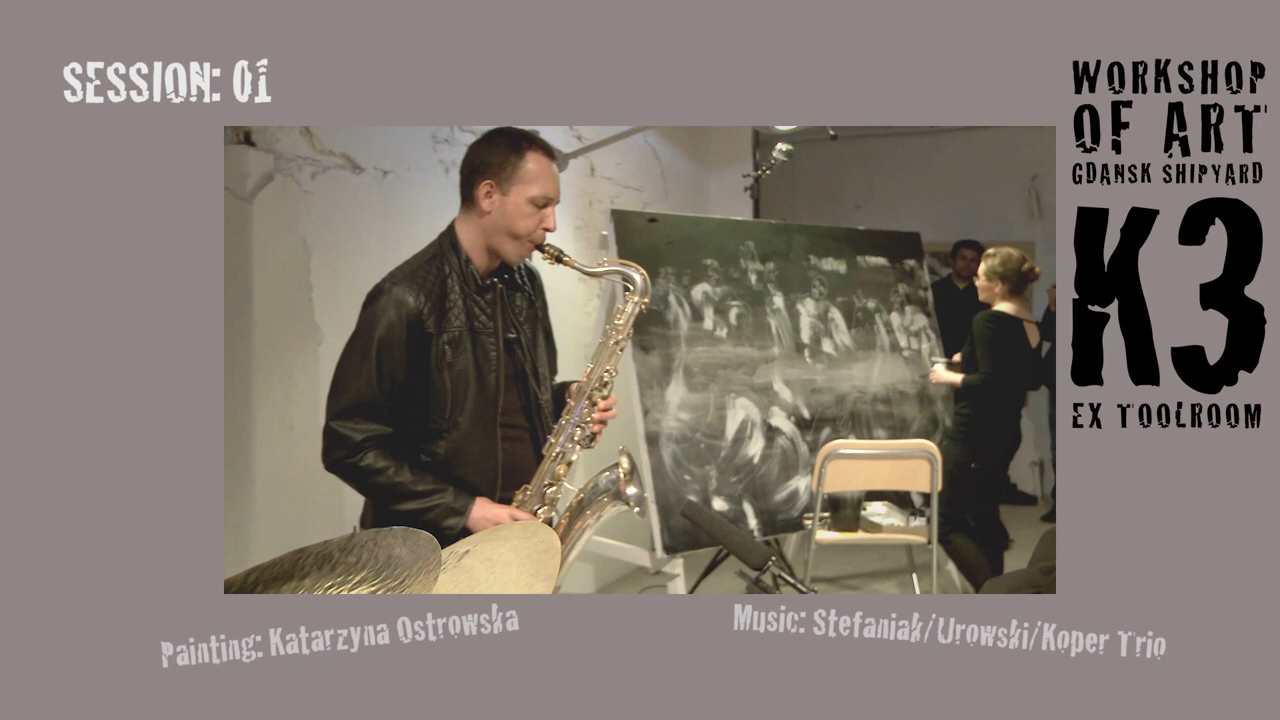 SESSION: 01
WORKSHOP
OF ART
GDANSK SHIPYARD
K3
EX TOOLROOM
Painting: Katarzyna Ostrowska
Music: Stefaniak/Urowski/Koper Trio